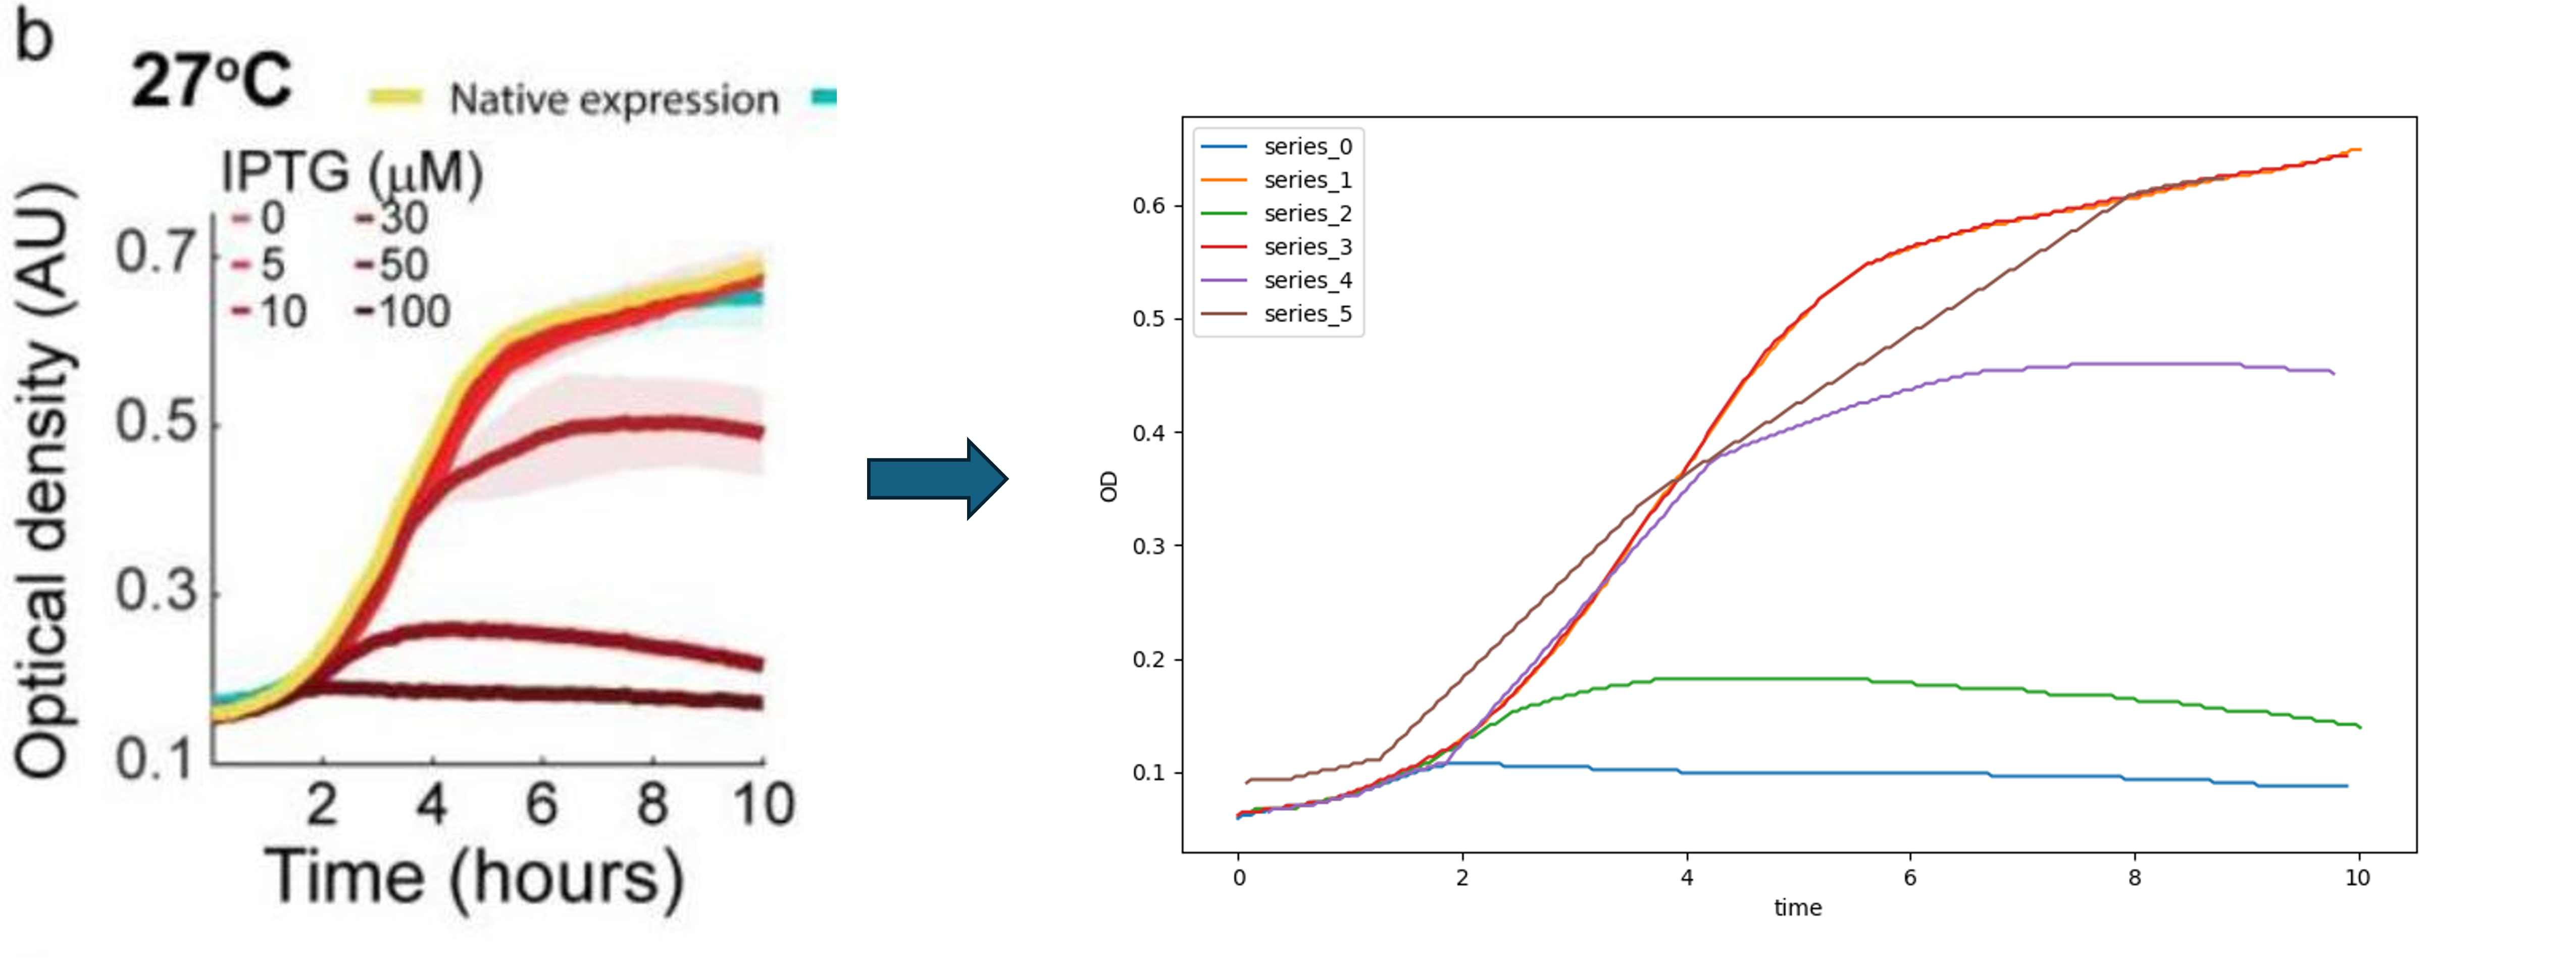 b
27°C
Native expression
IPTG (µM)
0 30
5 50
10 100
Optical density (AU)
0.7
0.5
0.3
0.1
2 4 6 8 10
Time (hours)
series_0
series_1
series_2
series_3
series_4
series_5
OD
0.6
0.5
0.4
0.3
0.2
0.1
0 2 4 6 8 10
time